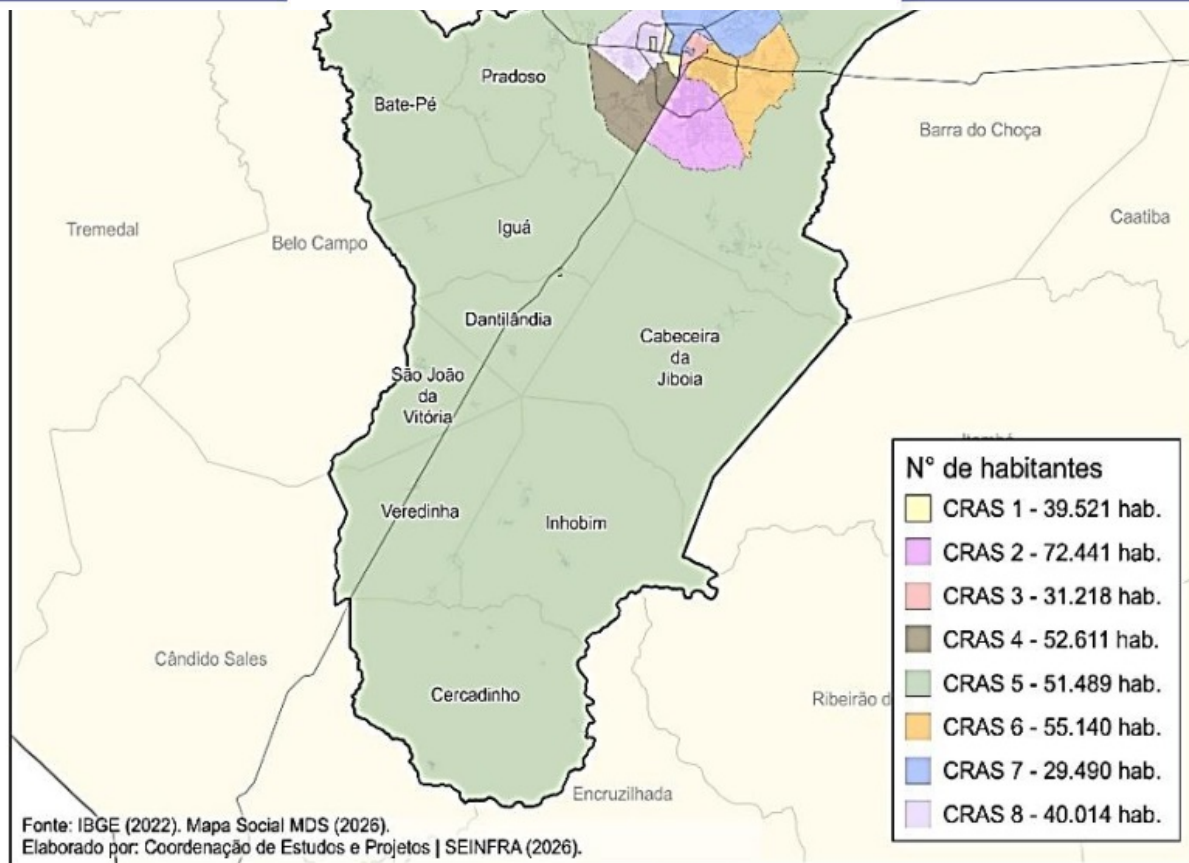 Pradoso
Bate-Pé
Barra do Choça
Caatiba
Tremedal
Belo Campo
Iguá
Dantilândia
Cabeceira
da
Jiboia
São João
da
Vitória
Veredinha
Inhobim
Cândido Sales
Cercadinho
Ribeirão d
Encruzilhada
N° de habitantes
CRAS 1 - 39.521 hab.
CRAS 2 - 72.441 hab.
CRAS 3 - 31.218 hab.
CRAS 4 - 52.611 hab.
CRAS 5 - 51.489 hab.
CRAS 6 - 55.140 hab.
CRAS 7 - 29.490 hab.
CRAS 8 - 40.014 hab.
Fonte: IBGE (2022). Mapa Social MDS (2026).
Elaborado por: Coordenação de Estudos e Projetos | SEINFRA (2026).